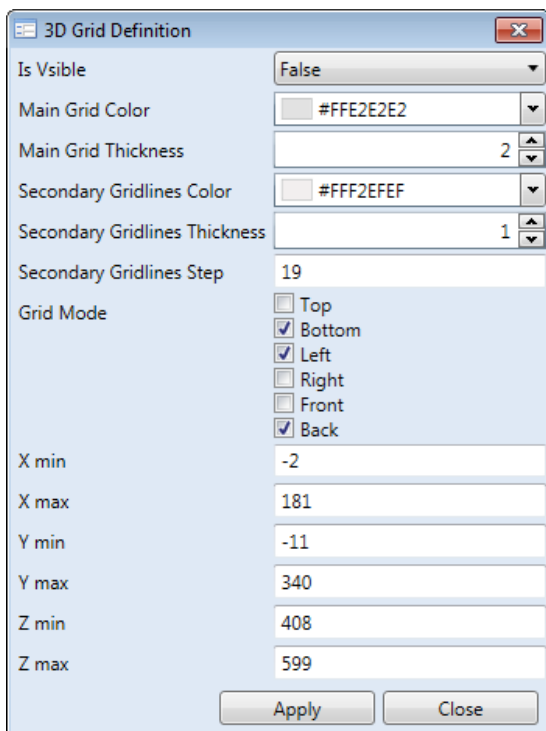 3D Grid Definition
Is Vsible False
Main Grid Color #FFE2E2E2
Main Grid Thickness 2
Secondary Gridlines Color #FFF2EFEF
Secondary Gridlines Thickness 1
Secondary Gridlines Step 19
Grid Mode Top
Bottom
Left
Right
Front
Back
X min -2
X max 181
Y min -11
Y max 340
Z min 408
Z max 599
Apply Close